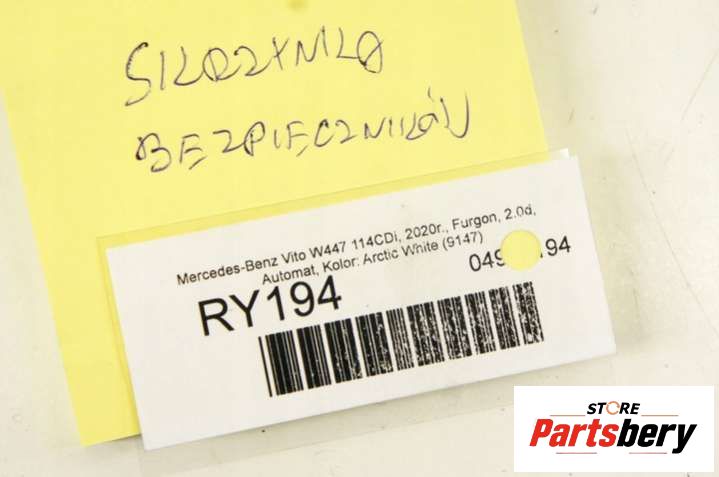 SKRZYNKA
BEZPIECZNIKÓW
Mercedes-Benz Vito W447 114CDi, 2020r., Furgon, 2.0d,
Automat, Kolor: Arctic White (9147)
RY194
STORE
Partsbery